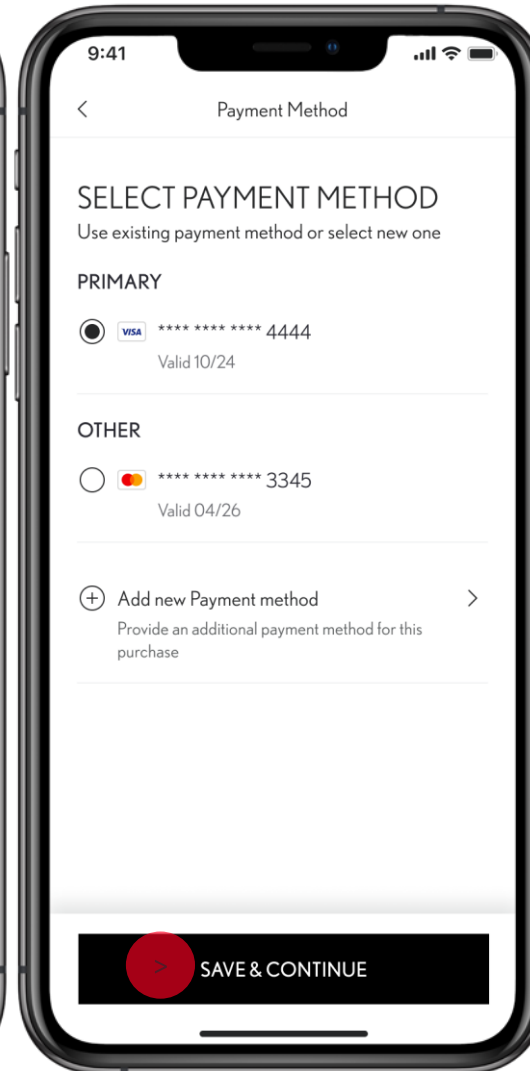 9:41
Payment Method
SELECT PAYMENT METHOD
Use existing payment method or select new one
PRIMARY
VISA **** **** **** 4444
Valid 10/24
OTHER
**** **** **** 3345
Valid 04/26
Add new Payment method
Provide an additional payment method for this
purchase
> SAVE & CONTINUE